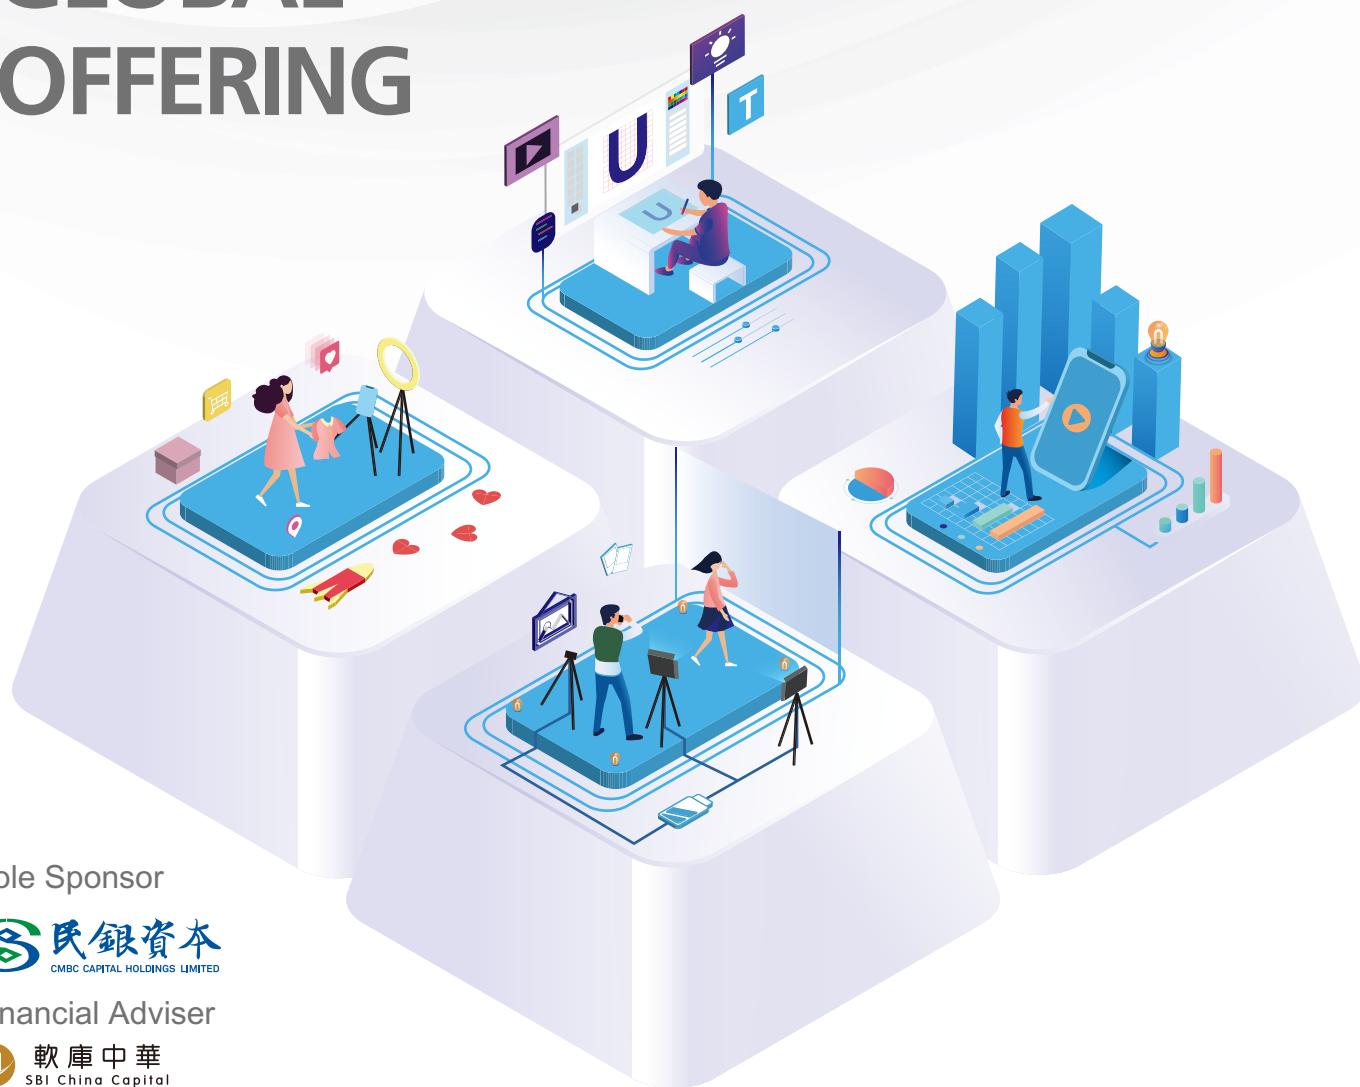 GLOBAL
OFFERING
T
U
U
ole Sponsor
民銀資本
CMBC CAPITAL HOLDINGS LIMITED
nancial Adviser
軟庫中華
SBI China Capital